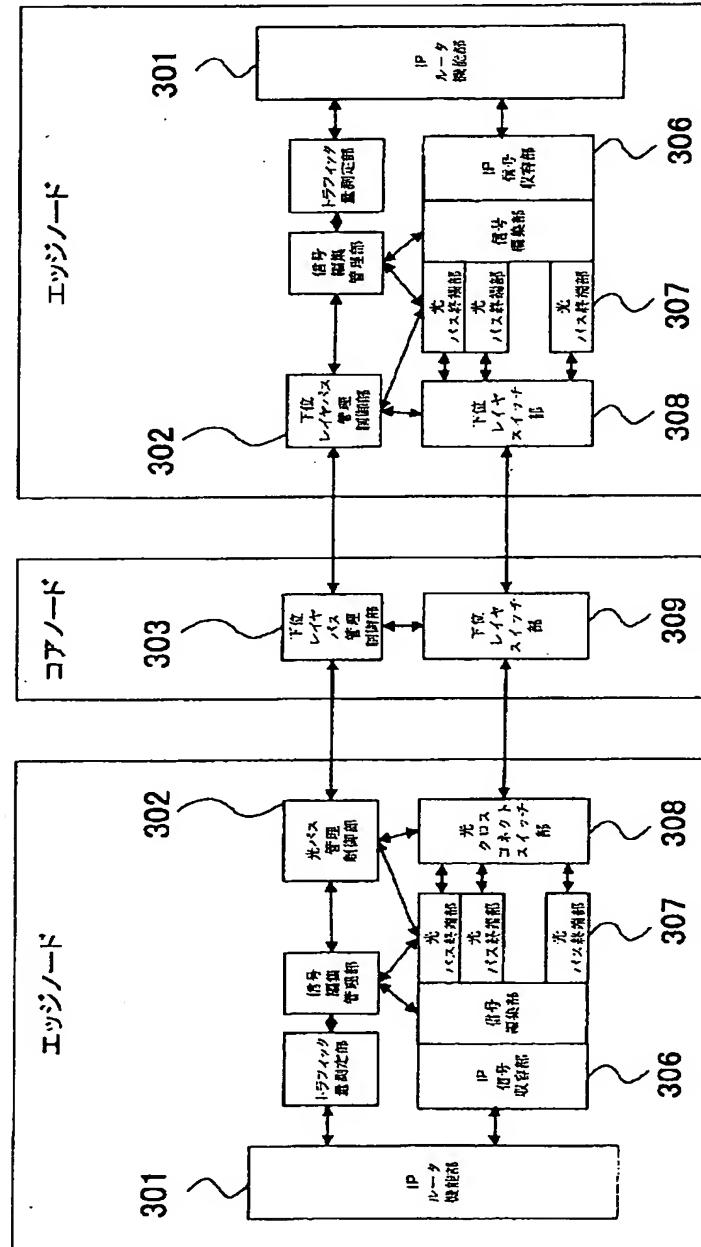 エッジノード
301
IP
ルータ
機能部
トラフィック
量測定部
信号
編集
管理部
302
光パス
管理
制御部
306
IP
信号
収容部
信号
編集部
光
パス終端部
光
パス終端部
光
パス終端部
307
光
クロス
コネクト
スイッチ
部
308
コアノード
303
下位
レイヤ
パス
管理
制御部
下位
レイヤ
スイッチ
部
309
エッジノード
302
下位
レイヤパス
管理
制御部
信号
編集
管理部
トラフィック
量測定部
301
IP
ルータ
機能部
下位
レイヤ
スイッチ
部
308
光
パス終端部
光
パス終端部
光
パス終端部
307
信号
編集部
IP
信号
収容部
306